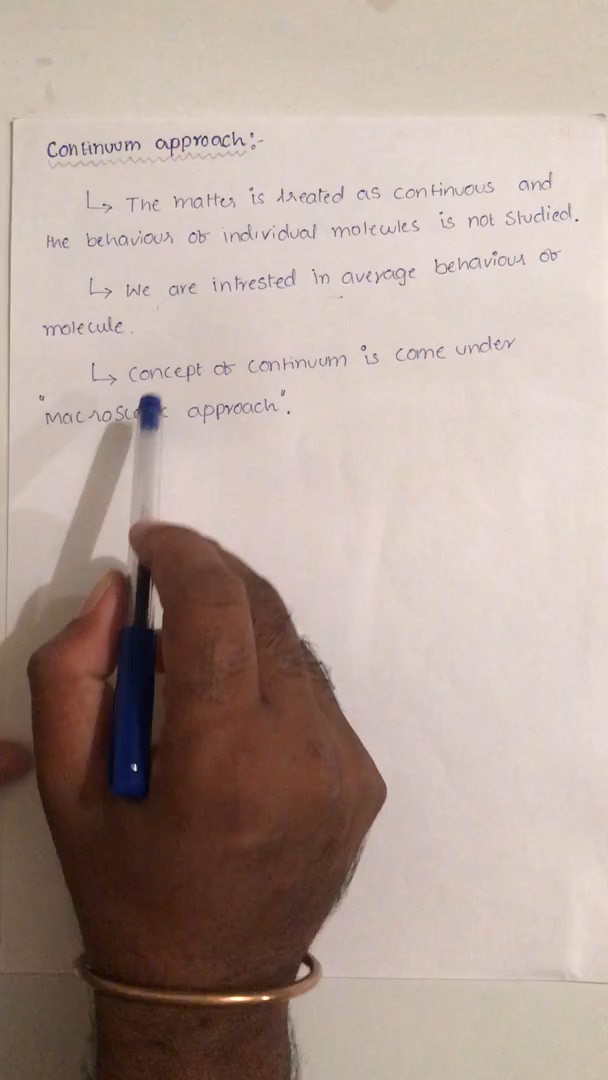 Continuum approach:-
↳ The matter is treated as continuous and
the behaviour of individual molecules is not studied.
↳ We are intrested in average behaviour of
molecule.
↳ Concept of continuum is come under
"macroscopic approach".